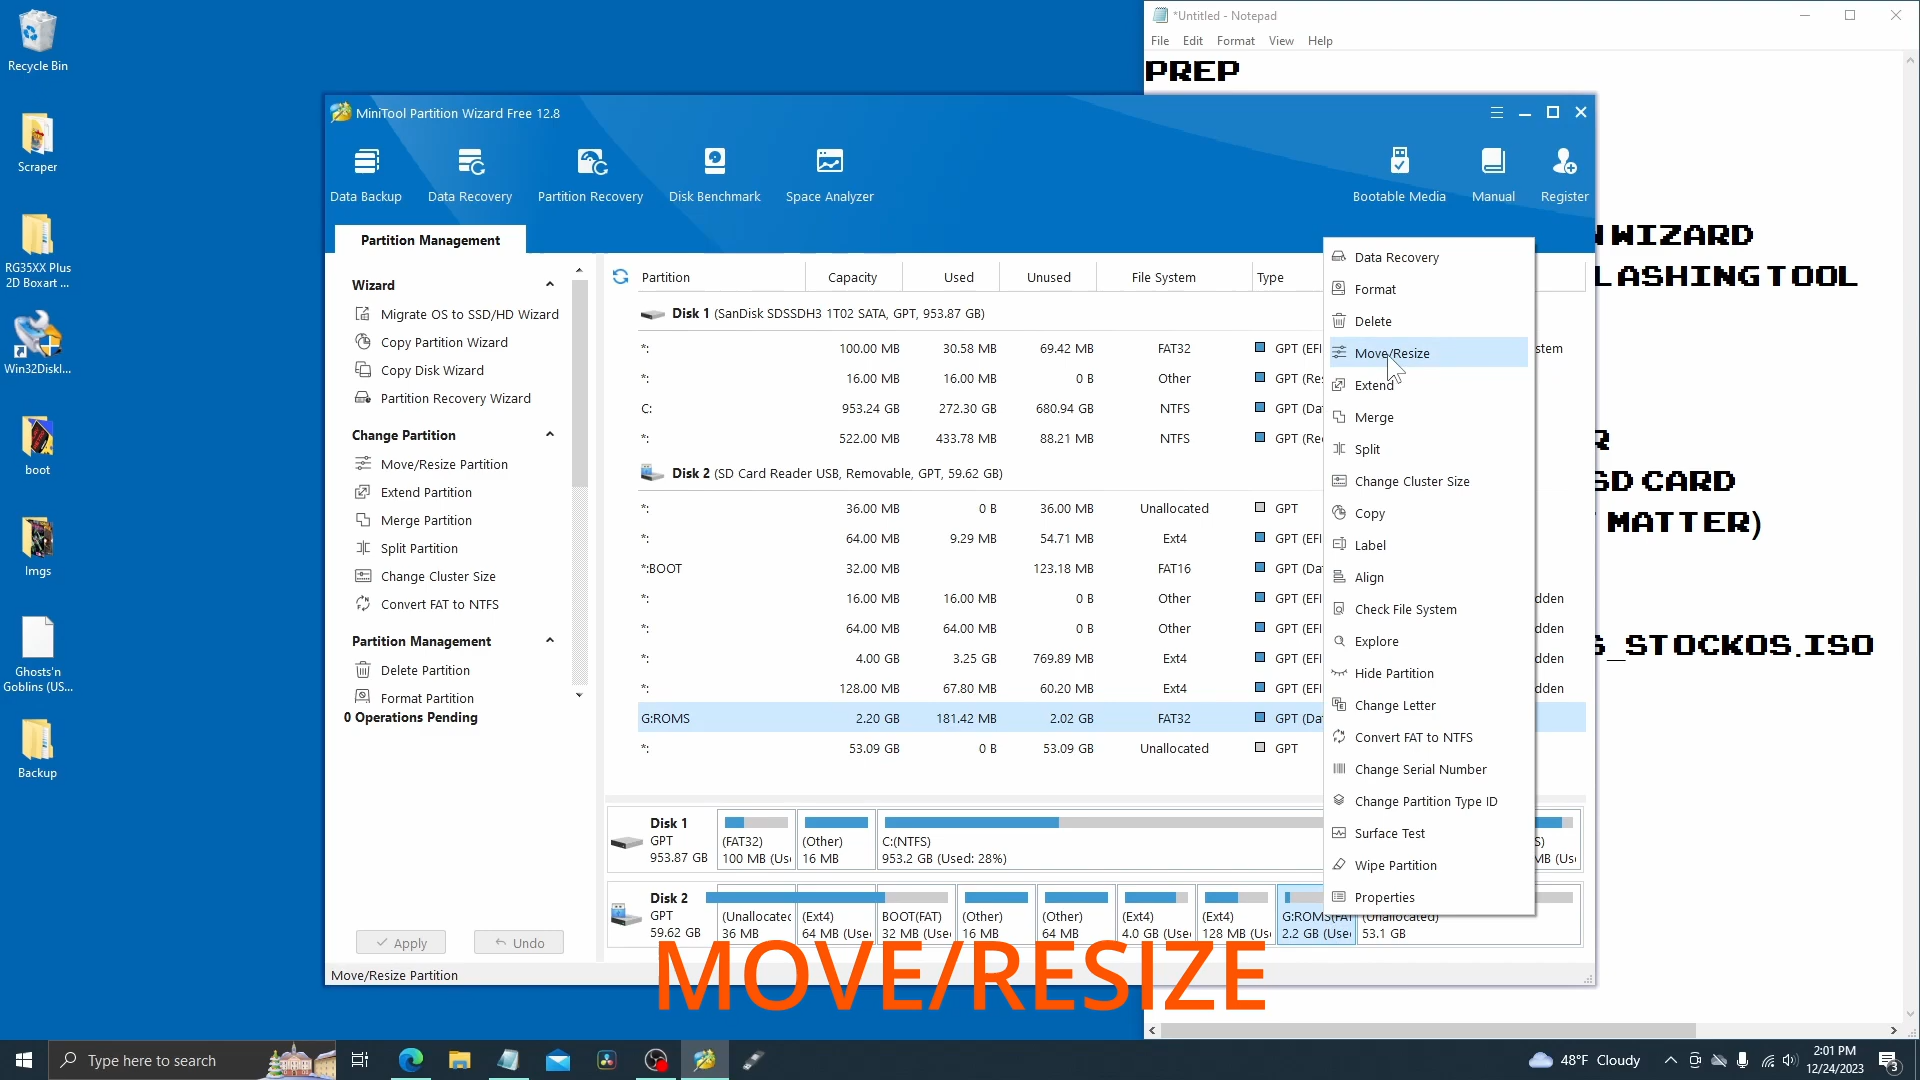 Recycle Bin
Scraper
RG35XX Plus
2D Boxart ...
Win32DiskI...
boot
Imgs
Ghosts'n
Goblins (US...
Backup
*Untitled - Notepad
File Edit Format View Help
PREP
N WIZARD
LASHING TOOL
R
SD CARD
MATTER)
S_STOCKOS.ISO
MiniTool Partition Wizard Free 12.8
Data Backup
Data Recovery
Partition Recovery
Disk Benchmark
Space Analyzer
Bootable Media
Manual
Register
Partition Management
Wizard
Migrate OS to SSD/HD Wizard
Copy Partition Wizard
Copy Disk Wizard
Partition Recovery Wizard
Change Partition
Move/Resize Partition
Extend Partition
Merge Partition
Split Partition
Change Cluster Size
Convert FAT to NTFS
Partition Management
Delete Partition
Format Partition
0 Operations Pending
Apply
Undo
Move/Resize Partition
Partition Capacity Used Unused File System Type
Disk 1 (SanDisk SDSSDH3 1T02 SATA, GPT, 953.87 GB)
*: 100.00 MB 30.58 MB 69.42 MB FAT32 GPT (EFI stem
*: 16.00 MB 16.00 MB 0 B Other GPT (Res
C: 953.24 GB 272.30 GB 680.94 GB NTFS GPT (Da
*: 522.00 MB 433.78 MB 88.21 MB NTFS GPT (Rec
Disk 2 (SD Card Reader USB, Removable, GPT, 59.62 GB)
*: 36.00 MB 0 B 36.00 MB Unallocated GPT
*: 64.00 MB 9.29 MB 54.71 MB Ext4 GPT (EFI
*:BOOT 32.00 MB 123.18 MB FAT16 GPT (Da
*: 16.00 MB 16.00 MB 0 B Other GPT (EFI dden
*: 64.00 MB 64.00 MB 0 B Other GPT (EFI dden
*: 4.00 GB 3.25 GB 769.89 MB Ext4 GPT (EFI dden
*: 128.00 MB 67.80 MB 60.20 MB Ext4 GPT (EFI dden
G:ROMS 2.20 GB 181.42 MB 2.02 GB FAT32 GPT (Da
*: 53.09 GB 0 B 53.09 GB Unallocated GPT
Data Recovery
Format
Delete
Move/Resize
Extend
Merge
Split
Change Cluster Size
Copy
Label
Align
Check File System
Explore
Hide Partition
Change Letter
Convert FAT to NTFS
Change Serial Number
Change Partition Type ID
Surface Test
Wipe Partition
Properties
Disk 1
GPT
953.87 GB
(FAT32)
100 MB (Use
(Other)
16 MB
C:(NTFS)
953.2 GB (Used: 28%)
S)
MB (Us
Disk 2
GPT
59.62 GB
(Unallocated
36 MB
(Ext4)
64 MB (Use
BOOT(FAT)
32 MB (Use
(Other)
16 MB
(Other)
64 MB
(Ext4)
4.0 GB (Use
(Ext4)
128 MB (Use
G:ROMS(FAT
2.2 GB (Used
(Unallocated)
53.1 GB
MOVE/RESIZE
Type here to search
48°F Cloudy
2:01 PM
12/24/2023
3